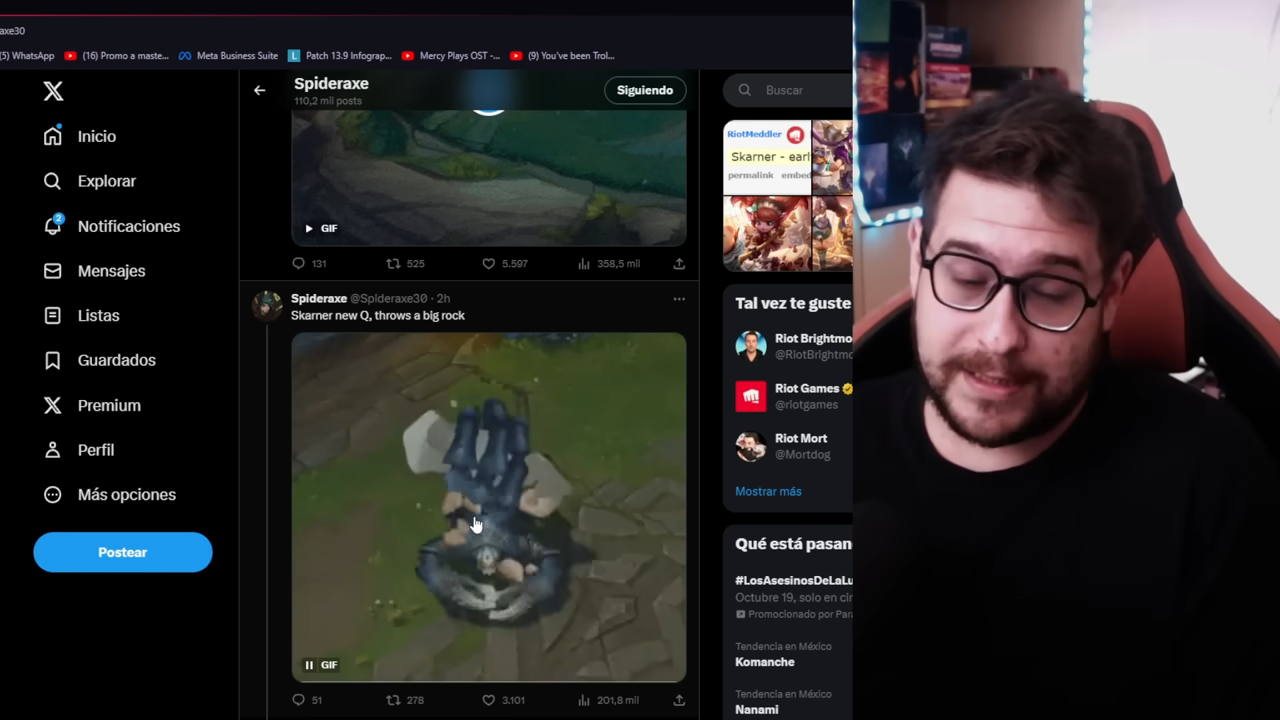 axe30
(5) WhatsApp
(16) Promo a maste...
Meta Business Suite
Patch 13.9 Infograp...
Mercy Plays OST -...
(9) You've been Trol...
Inicio
Explorar
Notificaciones
2
Mensajes
Listas
Guardados
Premium
Perfil
Más opciones
Postear
Spideraxe
110,2 mil posts
Siguiendo
GIF
131
525
5.597
358,5 mil
Spideraxe @Spideraxe30 · 2h
Skarner new Q, throws a big rock
GIF
51
278
3.101
201,8 mil
Buscar
RiotMeddler
Skarner - earl
permalink embed
Tal vez te guste
Riot Brightmo
@RiotBrightmo
Riot Games
@riotgames
Riot Mort
@Mortdog
Mostrar más
Qué está pasan
#LosAsesinosDeLaLu
Octubre 19, solo en cin
Promocionado por Para
Tendencia en México
Komanche
Tendencia en México
Nanami